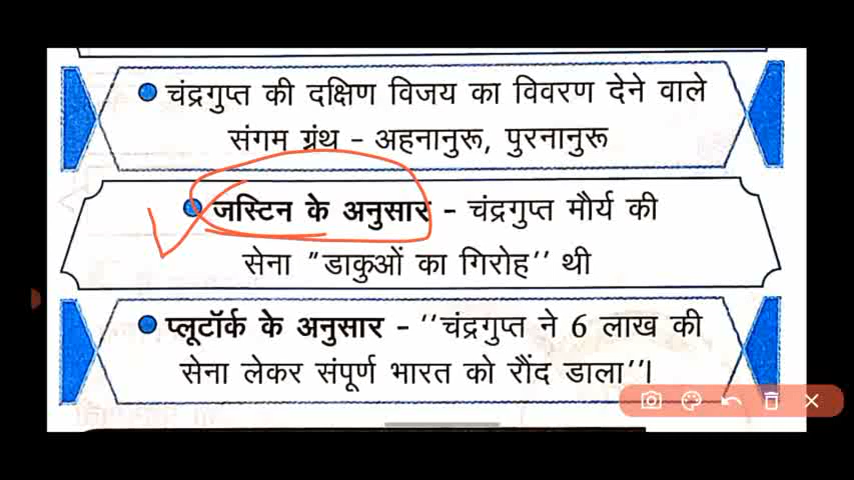 चंद्रगुप्त की दक्षिण विजय का विवरण देने वाले
संगम ग्रंथ - अहनानुरू, पुरनानुरू
जस्टिन के अनुसार - चंद्रगुप्त मौर्य की
सेना "डाकुओं का गिरोह'' थी
प्लूटॉर्क के अनुसार - ''चंद्रगुप्त ने 6 लाख की
सेना लेकर संपूर्ण भारत को रौंद डाला''।